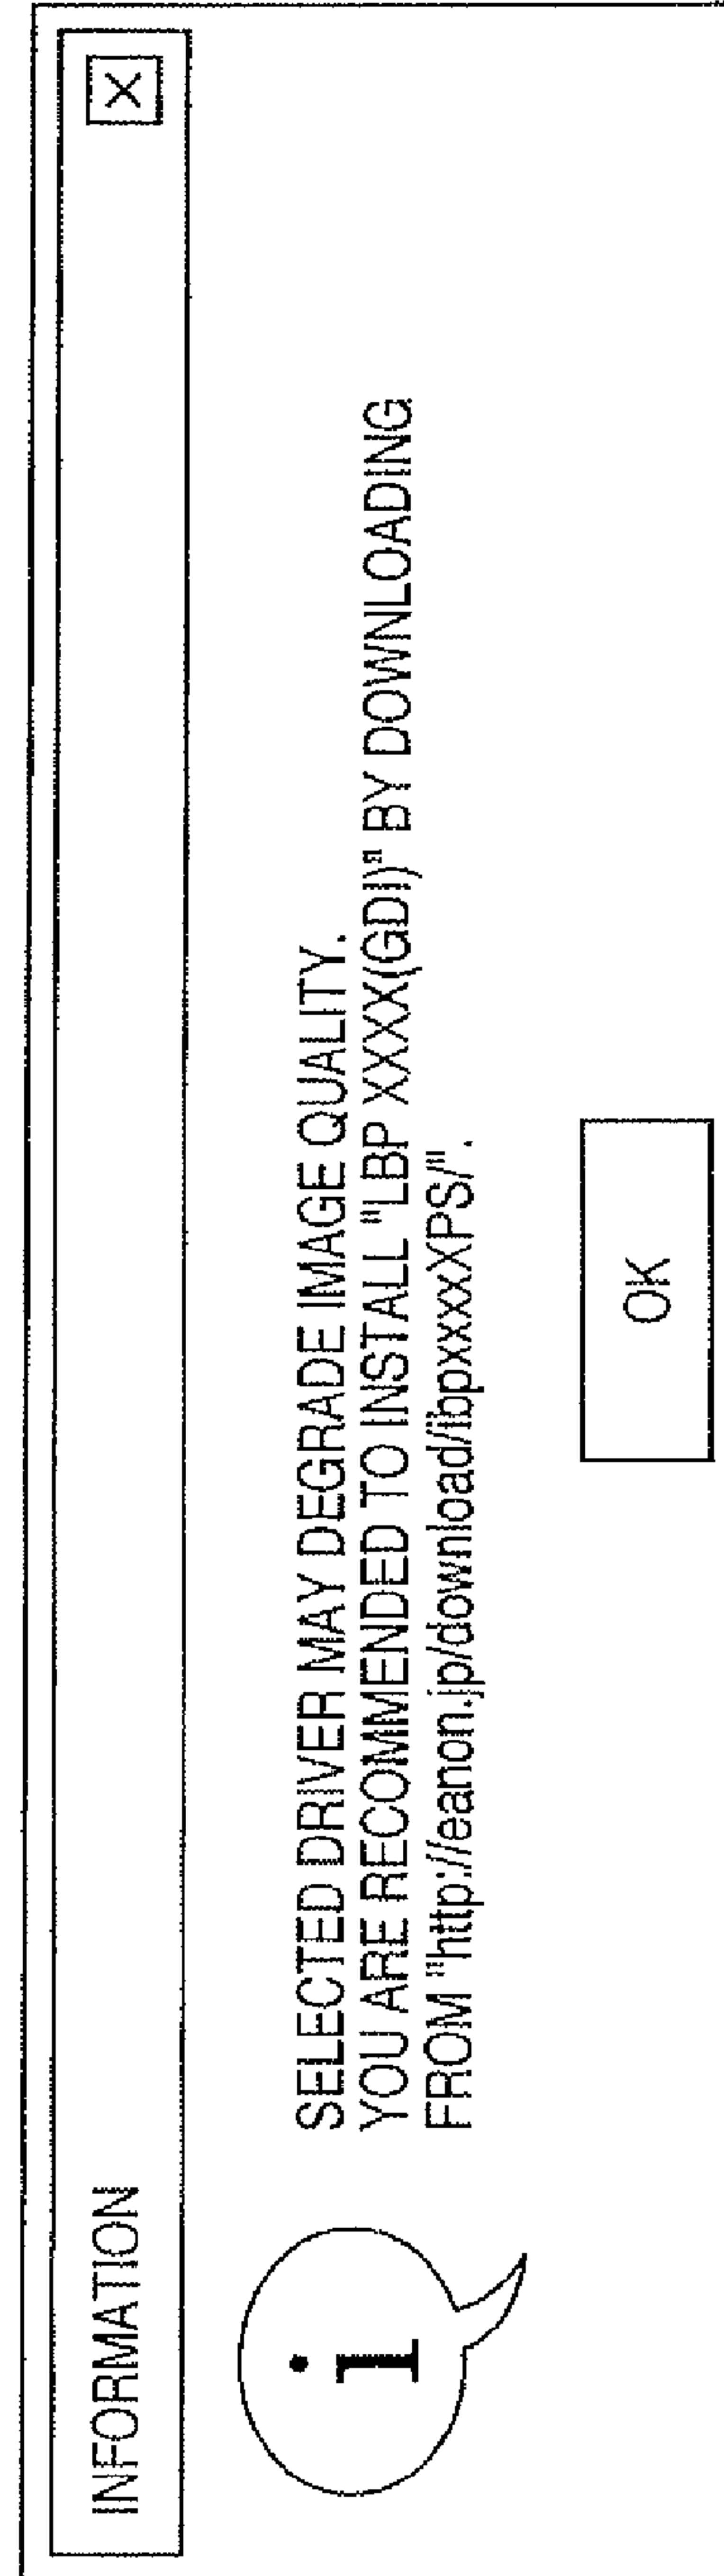 INFORMATION
X
i
SELECTED DRIVER MAY DEGRADE IMAGE QUALITY.
YOU ARE RECOMMENDED TO INSTALL "LBP XXXX(GDI)" BY DOWNLOADING
FROM "http://eanon.jp/download/ibpxxxxXPS/".
OK